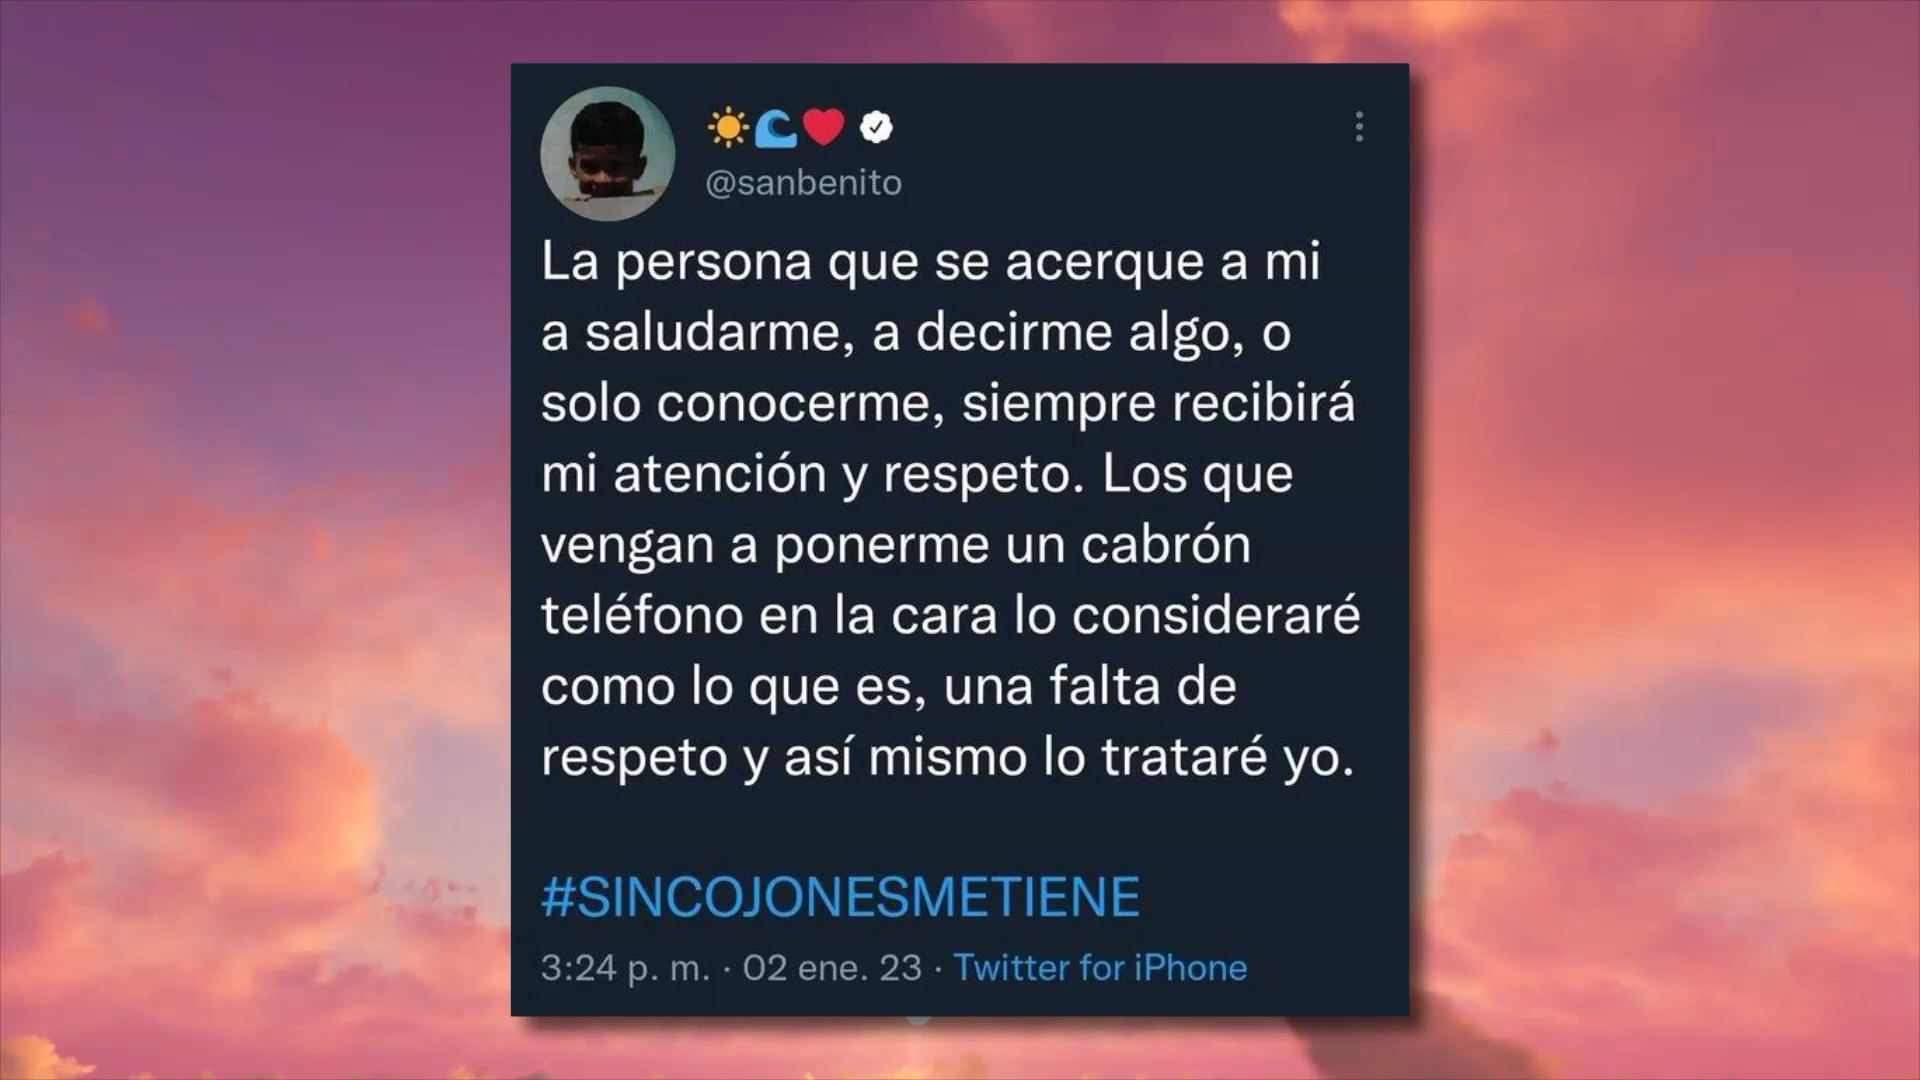 ☀️🌊❤️
@sanbenito
La persona que se acerque a mi
a saludarme, a decirme algo, o
solo conocerme, siempre recibirá
mi atención y respeto. Los que
vengan a ponerme un cabrón
teléfono en la cara lo consideraré
como lo que es, una falta de
respeto y así mismo lo trataré yo.
#SINCOJONESMETIENE
3:24 p. m. · 02 ene. 23 · Twitter for iPhone